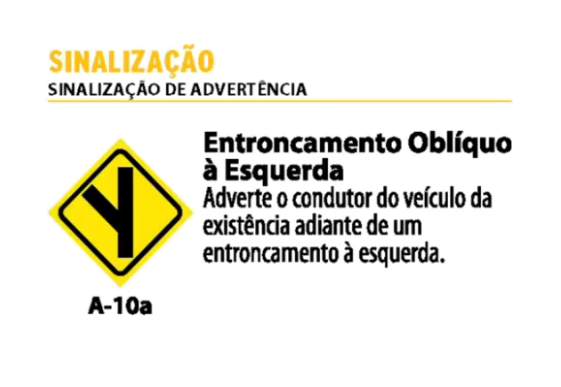 SINALIZAÇÃO
SINALIZAÇÃO DE ADVERTÊNCIA
Entroncamento Oblíquo
à Esquerda
Adverte o condutor do veículo da
existência adiante de um
entroncamento à esquerda.
A-10a